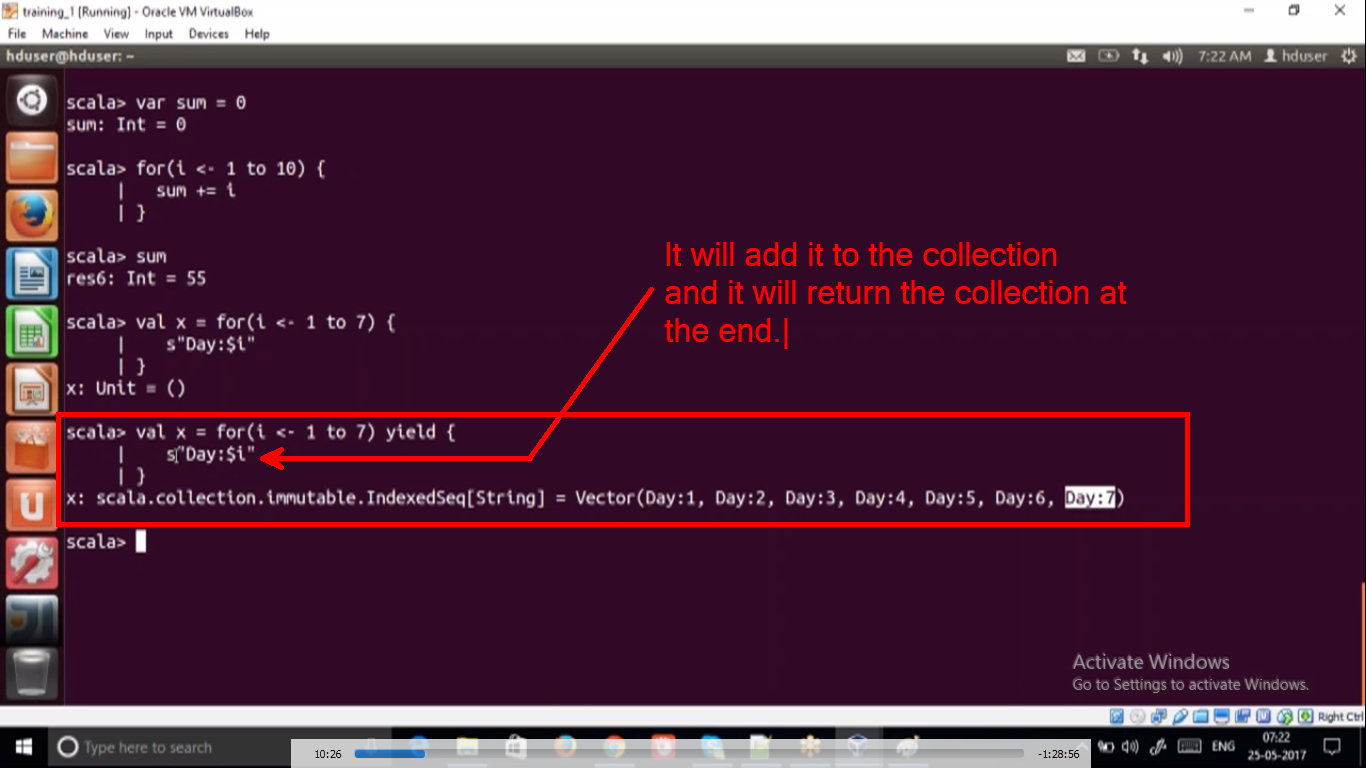 training_1 [Running] - Oracle VM VirtualBox
File Machine View Input Devices Help
hduser@hduser: ~ 7:22 AM hduser
scala> var sum = 0
sum: Int = 0
scala> for(i <- 1 to 10) {
| sum += i
| }
scala> sum
res6: Int = 55
It will add it to the collection
and it will return the collection at
the end.
scala> val x = for(i <- 1 to 7) {
| s"Day:$i"
| }
x: Unit = ()
scala> val x = for(i <- 1 to 7) yield {
| s"Day:$i"
| }
x: scala.collection.immutable.IndexedSeq[String] = Vector(Day:1, Day:2, Day:3, Day:4, Day:5, Day:6, Day:7)
scala>
Activate Windows
Go to Settings to activate Windows.
Right Ctrl
Type here to search
10:26 -1:28:56
ENG
07:22
25-05-2017